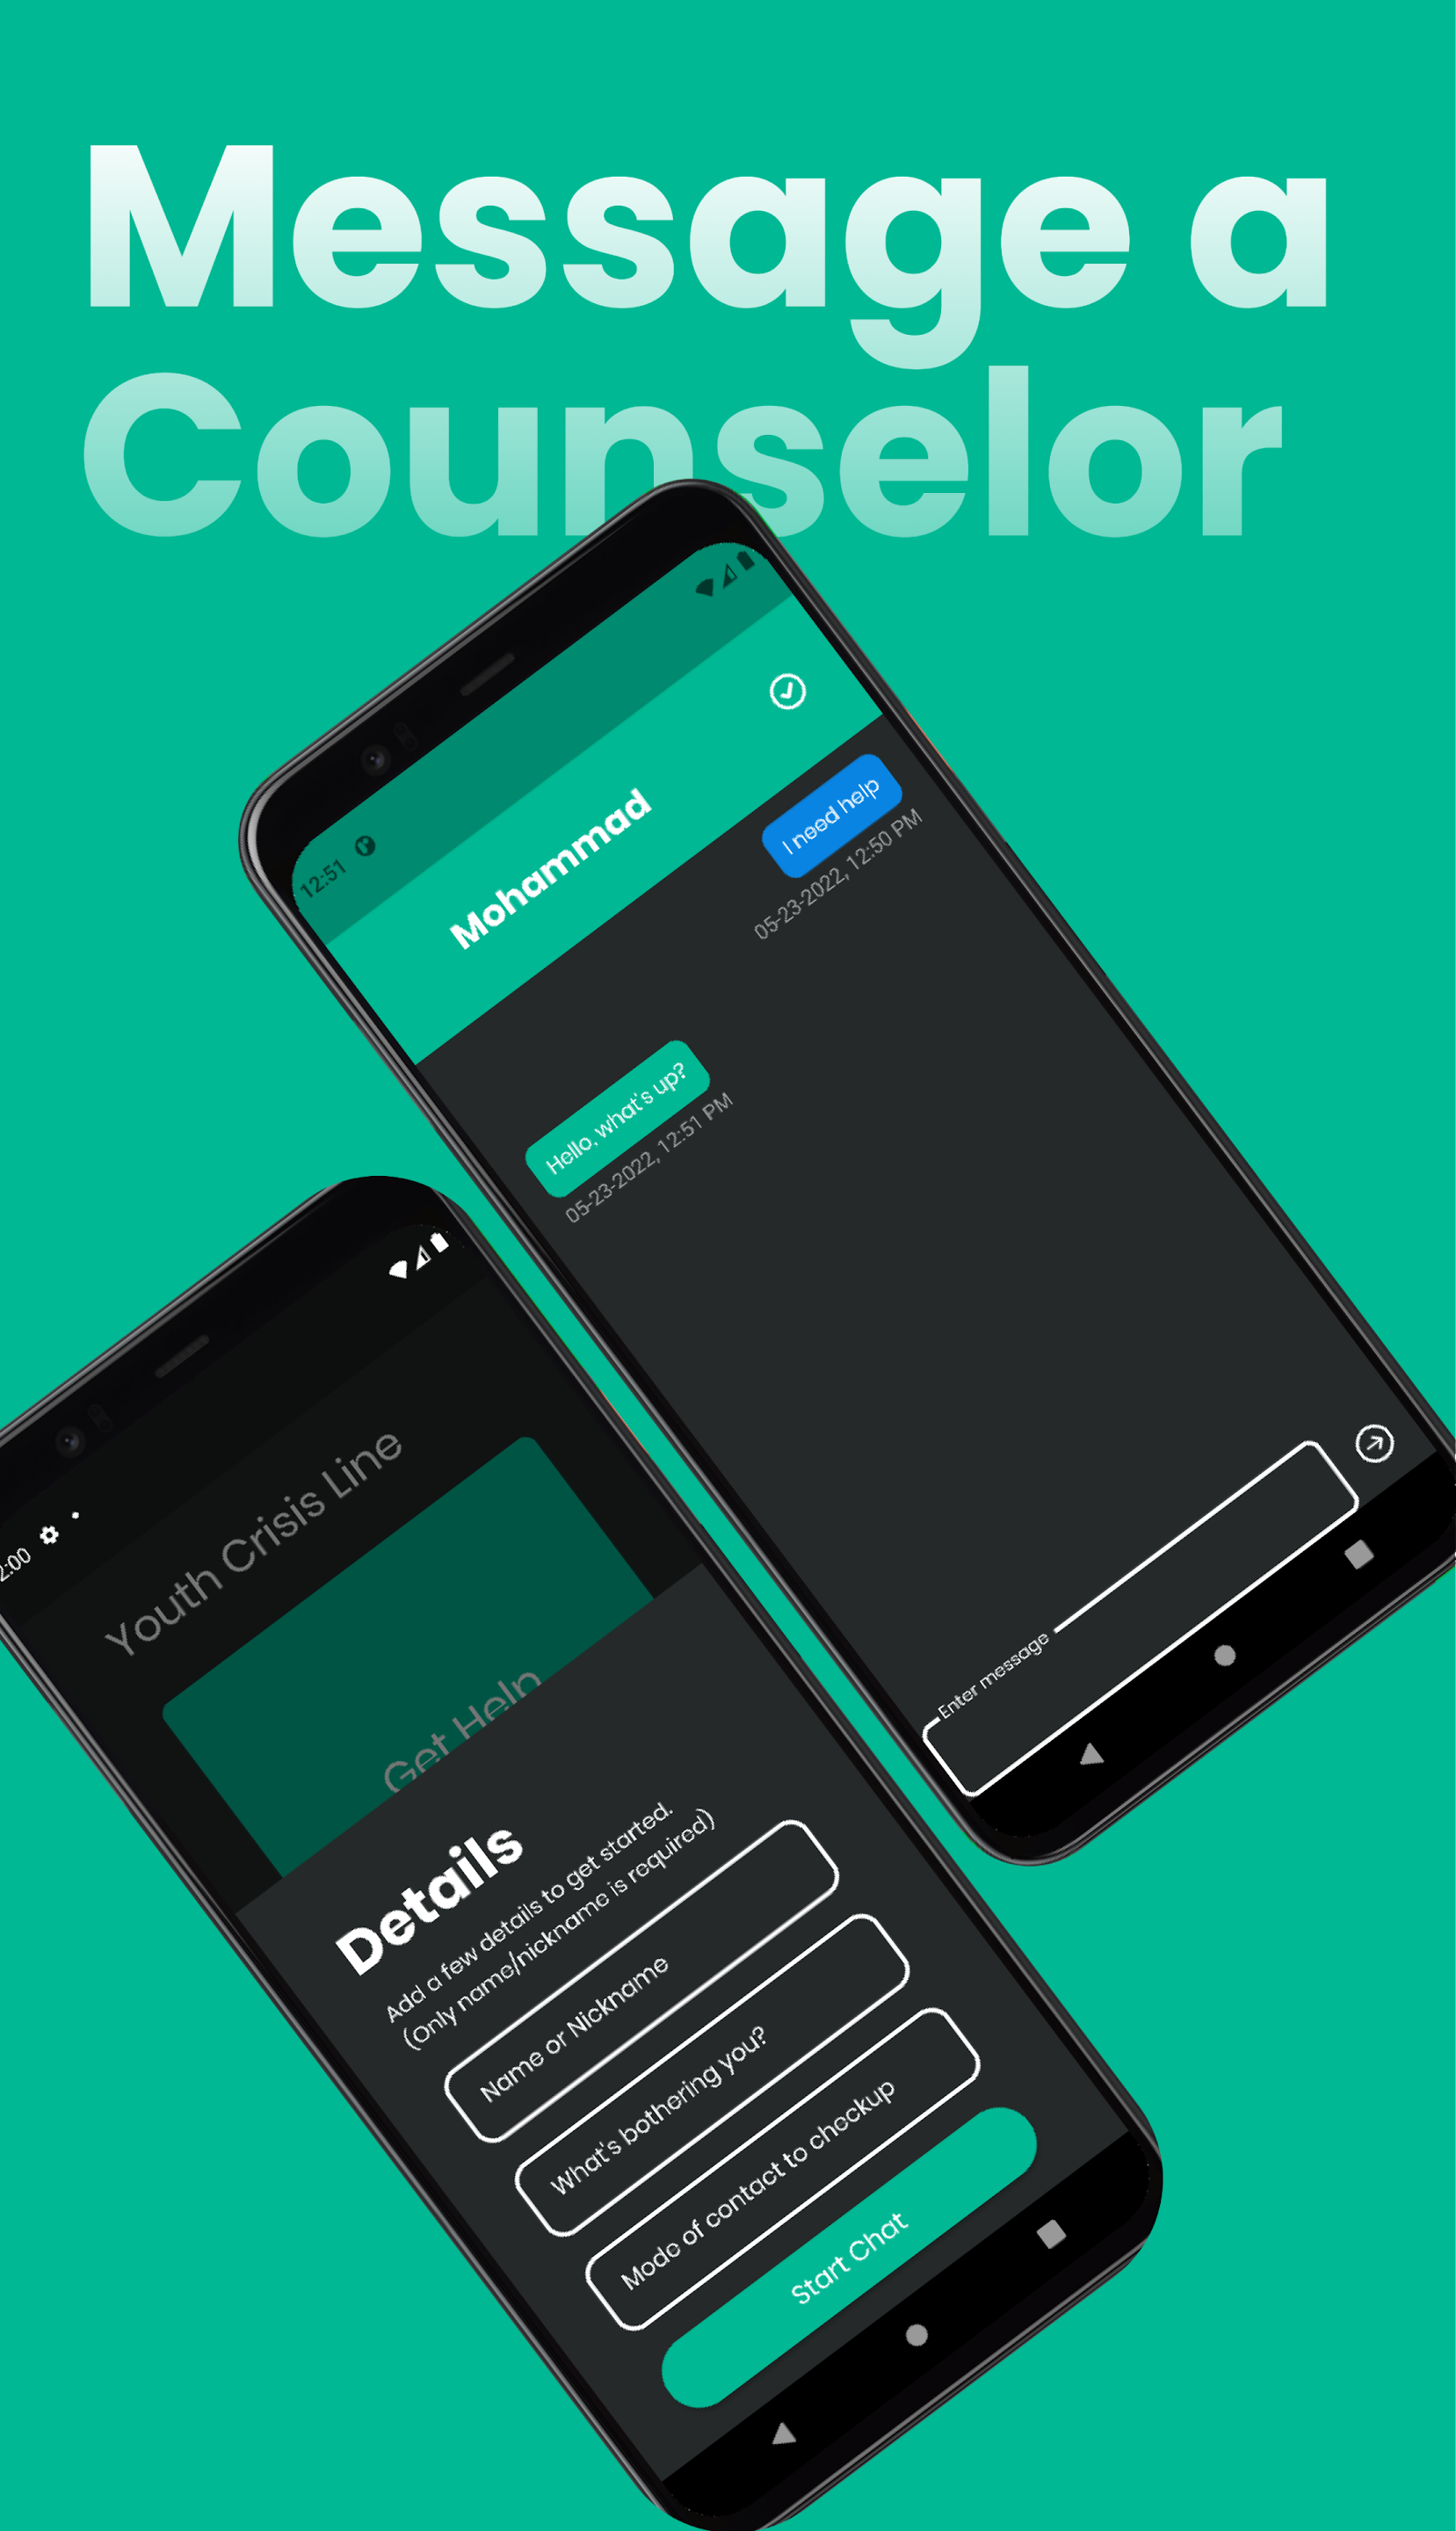 Message a
Counselor
12:51
Mohammad
I need help
05-23-2022, 12:50 PM
Hello, what's up?
05-23-2022, 12:51 PM
Enter message
2:00
Youth Crisis Line
Get Help
Details
Add a few details to get started.
(Only name/nickname is required)
Name or Nickname
What's bothering you?
Mode of contact to checkup
Start Chat